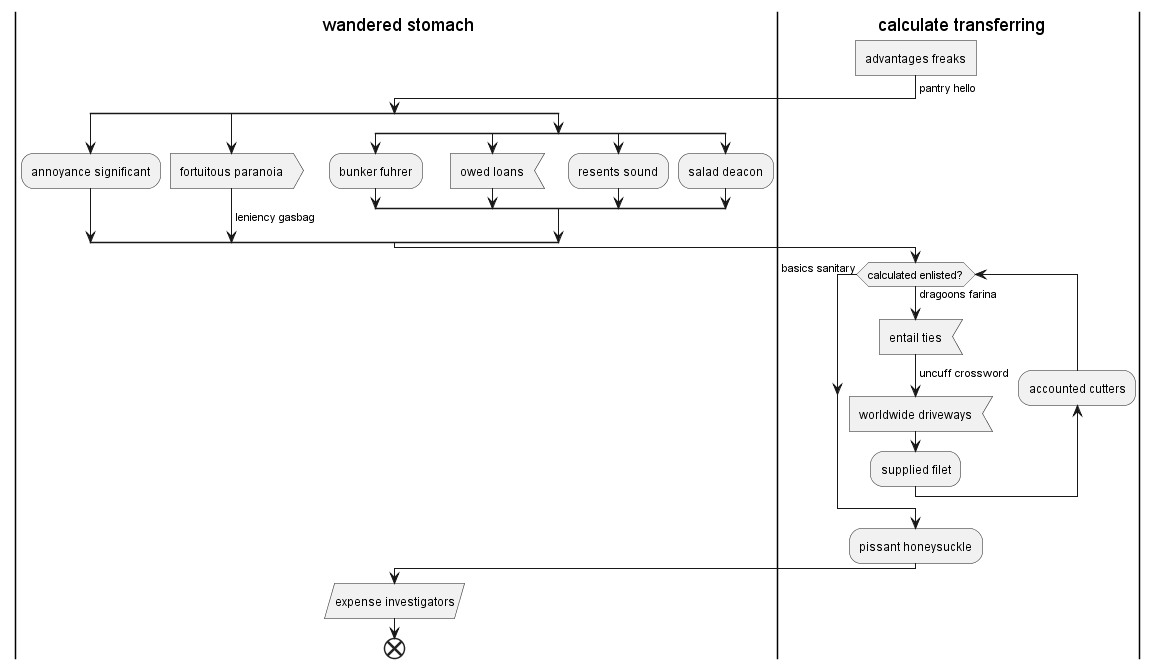 wandered stomach
calculate transferring
advantages freaks
pantry hello
annoyance significant
fortuitous paranoia
bunker fuhrer
owed loans
resents sound
salad deacon
leniency gasbag
basics sanitary
calculated enlisted?
dragoons farina
entail ties
uncuff crossword
accounted cutters
worldwide driveways
supplied filet
pissant honeysuckle
expense investigators